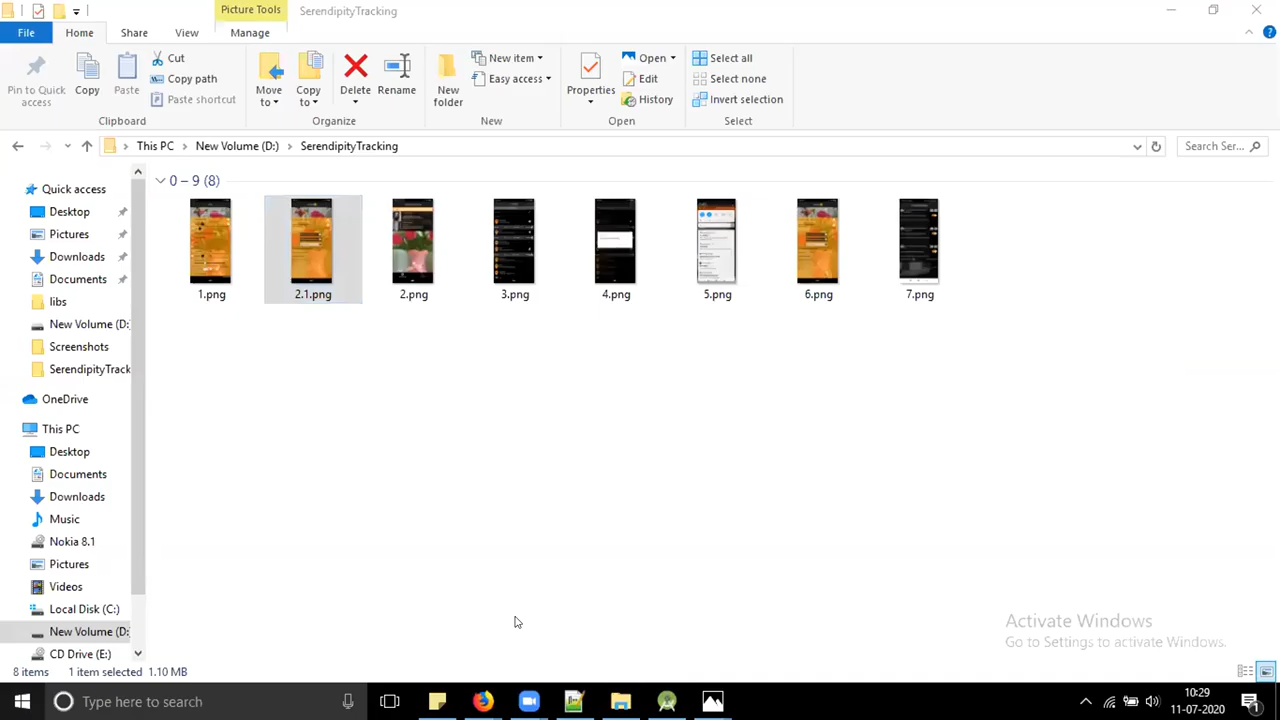 Picture Tools
SerendipityTracking
File
Home
Share
View
Manage
Pin to Quick access
Copy
Paste
Cut
Copy path
Paste shortcut
Clipboard
Move to
Copy to
Delete
Rename
Organize
New folder
New item
Easy access
New
Properties
Open
Edit
History
Open
Select all
Select none
Invert selection
Select
This PC
New Volume (D:)
SerendipityTracking
Search Ser...
Quick access
Desktop
Pictures
Downloads
Documents
libs
New Volume (D:
Screenshots
SerendipityTrack
OneDrive
This PC
Desktop
Documents
Downloads
Music
Nokia 8.1
Pictures
Videos
Local Disk (C:)
New Volume (D:
CD Drive (E:)
0 – 9 (8)
1.png
2.1.png
2.png
3.png
4.png
5.png
6.png
7.png
Activate Windows
Go to Settings to activate Windows.
8 items
1 item selected
1.10 MB
Type here to search
10:29
11-07-2020
1